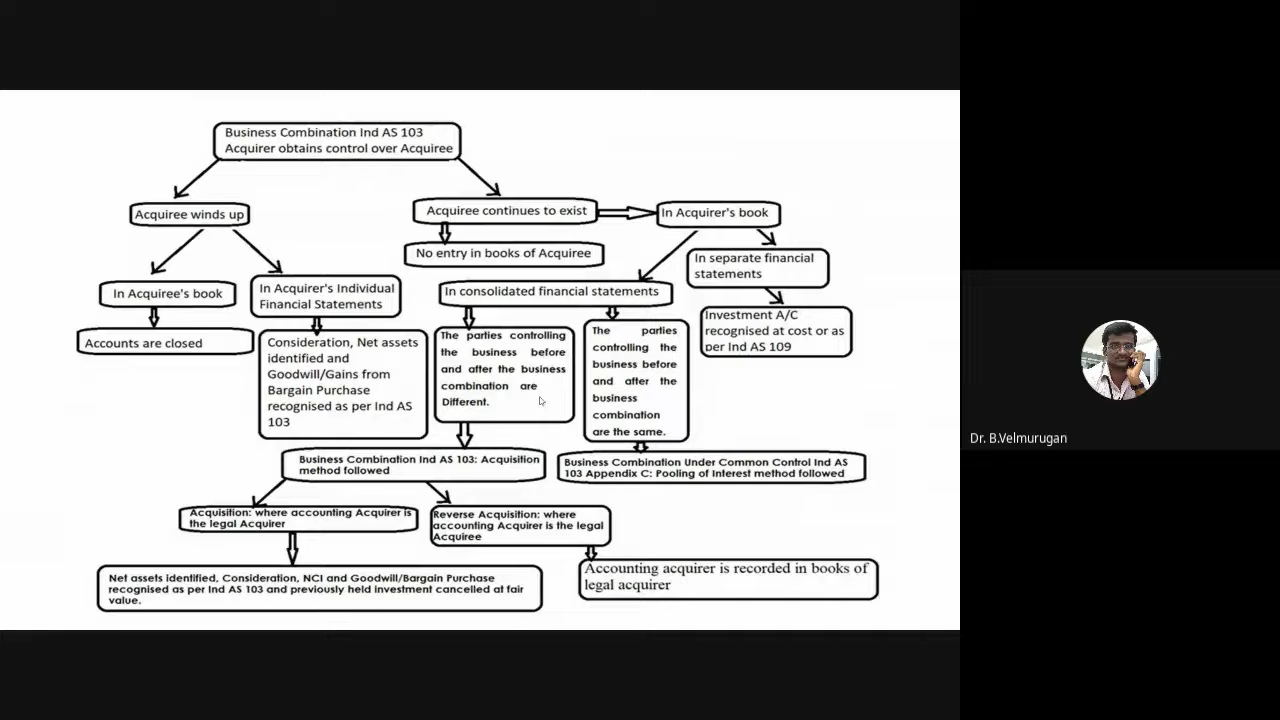 Business Combination Ind AS 103
Acquirer obtains control over Acquiree
Acquiree winds up
Acquiree continues to exist
In Acquirer's book
No entry in books of Acquiree
In separate financial
statements
In Acquiree's book
In Acquirer's Individual
Financial Statements
In consolidated financial statements
Investment A/C
recognised at cost or as
per Ind AS 109
Accounts are closed
Consideration, Net assets
identified and
Goodwill/Gains from
Bargain Purchase
recognised as per Ind AS
103
The parties controlling
the business before
and after the business
combination are
Different.
The parties
controlling the
business before
and after the
business
combination
are the same.
Business Combination Ind AS 103: Acquisition
method followed
Business Combination Under Common Control Ind AS
103 Appendix C: Pooling of Interest method followed
Acquisition: where accounting Acquirer is
the legal Acquirer
Reverse Acquisition: where
accounting Acquirer is the legal
Acquiree
Net assets identified, Consideration, NCI and Goodwill/Bargain Purchase
recognised as per Ind AS 103 and previously held investment cancelled at fair
value.
Accounting acquirer is recorded in books of
legal acquirer
Dr. B.Velmurugan